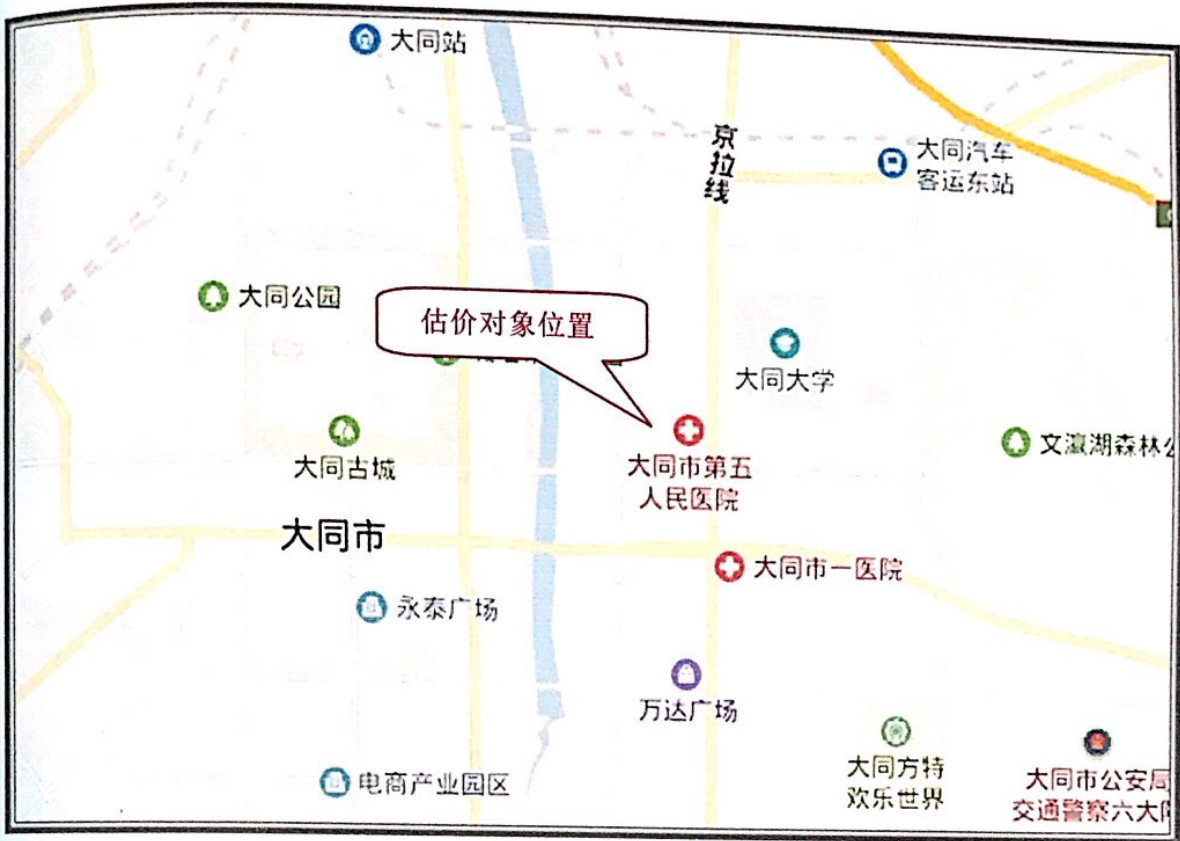 大同站
京拉线
大同汽车
客运东站
大同公园
估价对象位置
大同大学
大同古城
大同市第五
人民医院
文瀛湖森林
大同市
大同市一医院
永泰广场
万达广场
大同方特
欢乐世界
大同市公安局
交通警察六大
电商产业园区